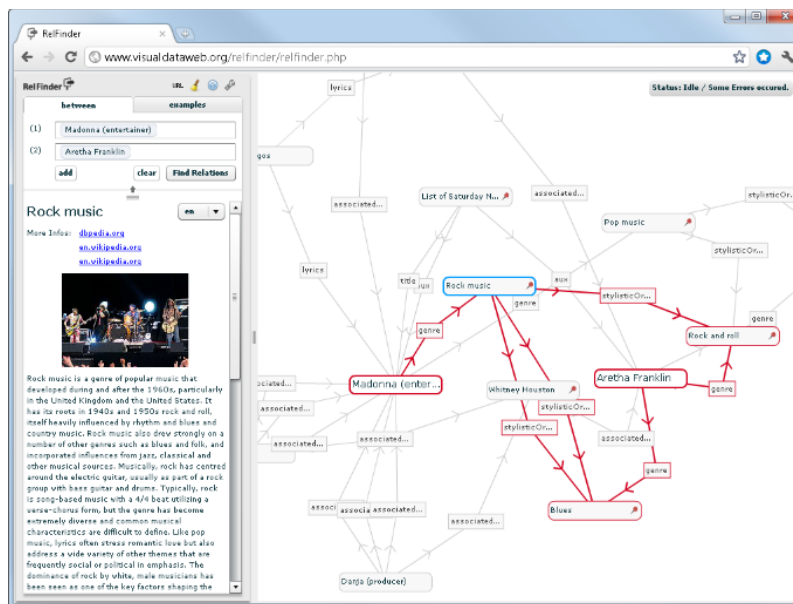 RelFinder
www.visualdataweb.org/relfinder/relfinder.php
RelFinder
URL
between
examples
(1)
Madonna (entertainer)
(2)
Aretha Franklin
add
clear
Find Relations
Rock music
en
More Infos:
dbpedia.org
en.wikipedia.org
en.wikipedia.org
Rock music is a genre of popular music that
developed during and after the 1960s, particularly
in the United Kingdom and the United States. It
has its roots in 1940s and 1950s rock and roll,
itself heavily influenced by rhythm and blues and
country music. Rock music also drew strongly on a
number of other genres such as blues and folk, and
incorporated influences from jazz, classical and
other musical sources. Musically, rock has centred
around the electric guitar, usually as part of a rock
group with bass guitar and drums. Typically, rock
is song-based music with a 4/4 beat utilizing a
verse-chorus form, but the genre has become
extremely diverse and common musical
characteristics are difficult to define. Like pop
music, lyrics often stress romantic love but also
address a wide variety of other themes that are
frequently social or political in emphasis. The
dominance of rock by white, male musicians has
been seen as one of the key factors shaping the
Status: Idle / Some Errors occured.
lyrics
gos
associated...
List of Saturday N...
associated...
stylisticOr
Pop music
stylisticOr...
lyrics
title
aux
aux
Rock music
stylisticOr...
genre
genre
genre
Rock and roll
Madonna (enter...
Aretha Franklin
genre
ssociated...
Whitney Houston
associated...
stylisticOr...
associated...
stylisticOr...
associated...
associated...
associated...
genre
associ
associa
associated...
Blues
associated...
Danja (producer)